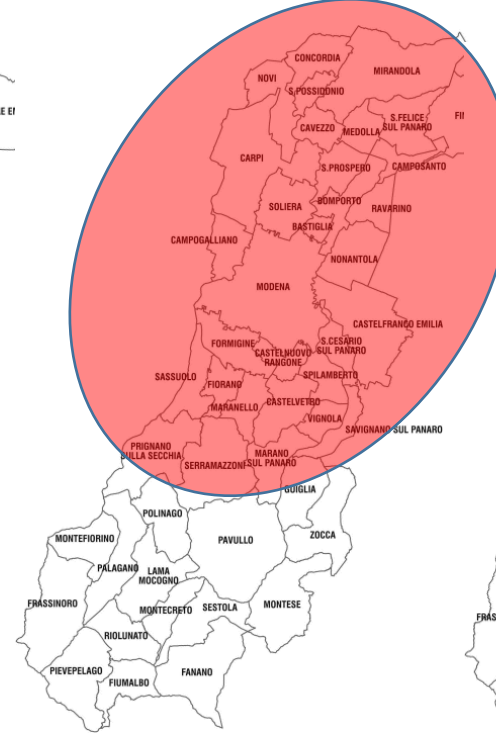 CONCORDIA
MIRANDOLA
NOVI
S.POSSIDONIO
E EI
FII
S.FELICE
SUL PANARO
CAVEZZO
MEDOLLA
CARPI
S.PROSPERO
CAMPOSANTO
SOLIERA
BOMPORTO
RAVARINO
BASTIGLIA
CAMPOGALLIANO
NONANTOLA
MODENA
CASTELFRANCO EMILIA
FORMIGINE
S.CESARIO
SUL PANARO
CASTELNUOVO
RANGONE
SASSUOLO
SPILAMBERTO
FIORANO
MARANELLO
CASTELVETRO
VIGNOLA
SAVIGNANO SUL PANARO
PRIGNANO
SULLA SECCHIA
SERRAMAZZONI
MARANO
SUL PANARO
GUIGLIA
POLINAGO
MONTEFIORINO
PAVULLO
ZOCCA
PALAGANO
LAMA
MOCOGNO
FRASSINORO
MONTECRETO
SESTOLA
MONTESE
FRAS
RIOLUNATO
PIEVEPELAGO
FIUMALBO
FANANO